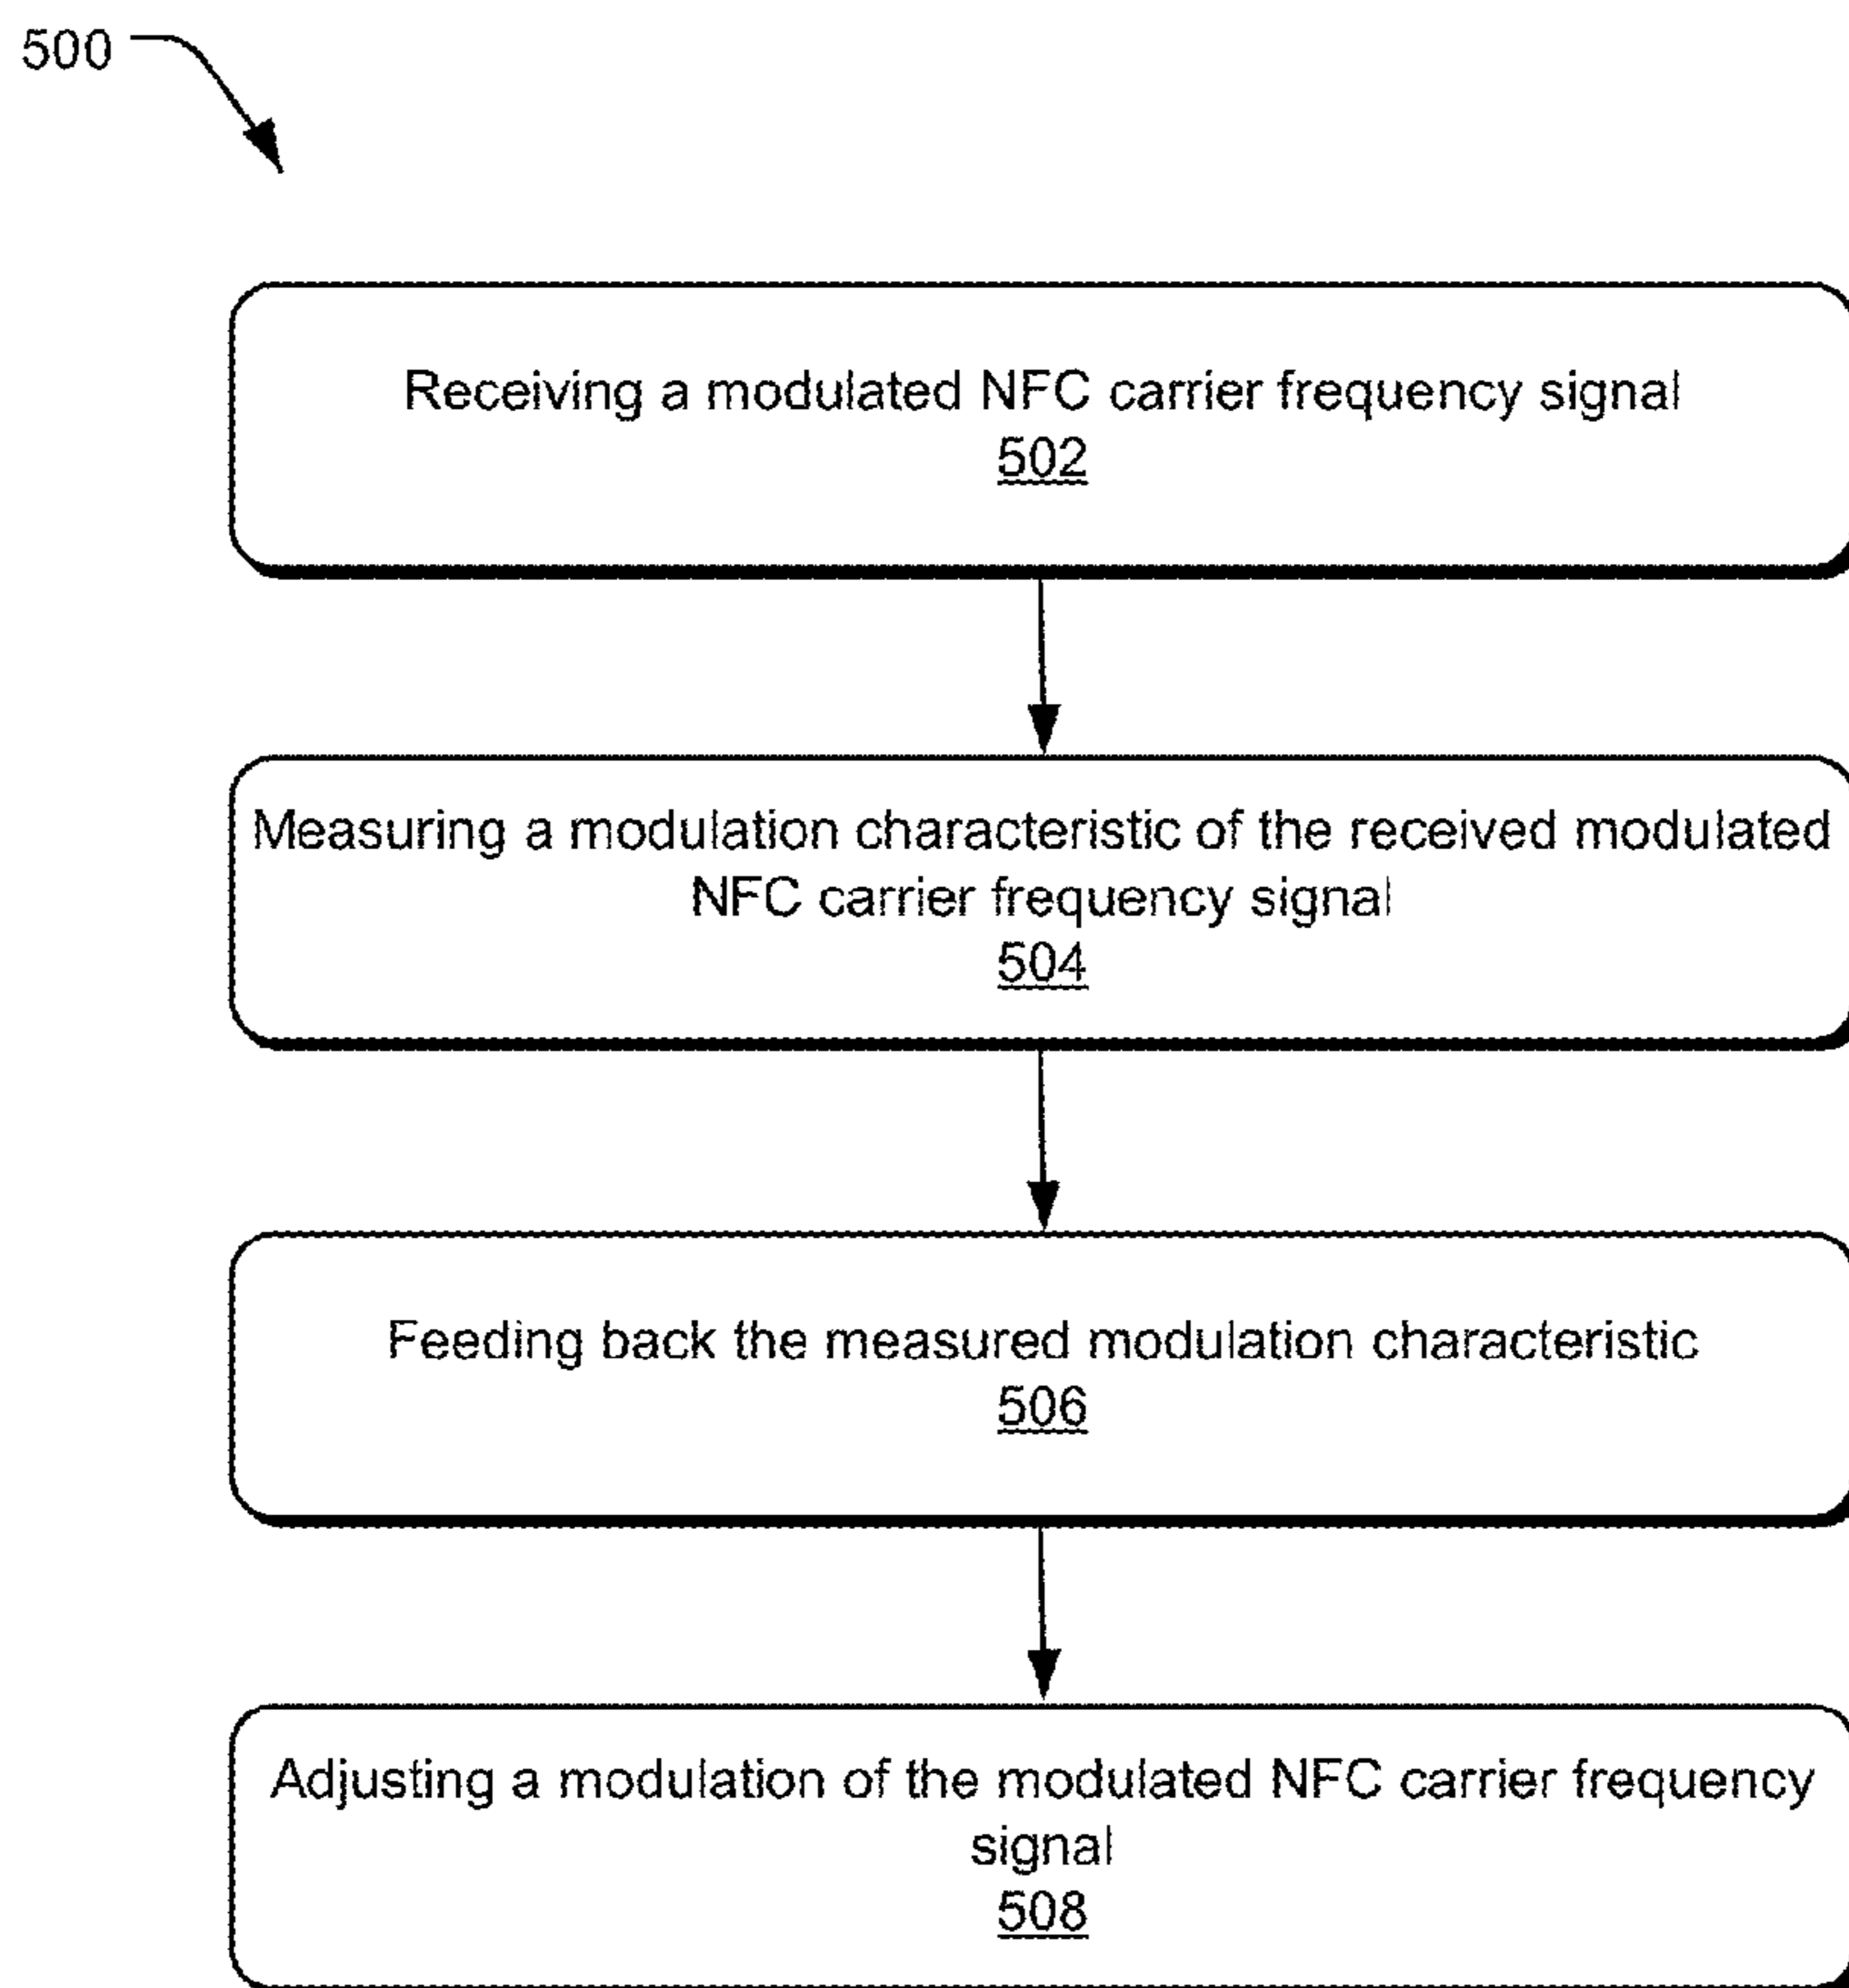 500
Receiving a modulated NFC carrier frequency signal
502
Measuring a modulation characteristic of the received modulated
NFC carrier frequency signal
504
Feeding back the measured modulation characteristic
506
Adjusting a modulation of the modulated NFC carrier frequency
signal
508